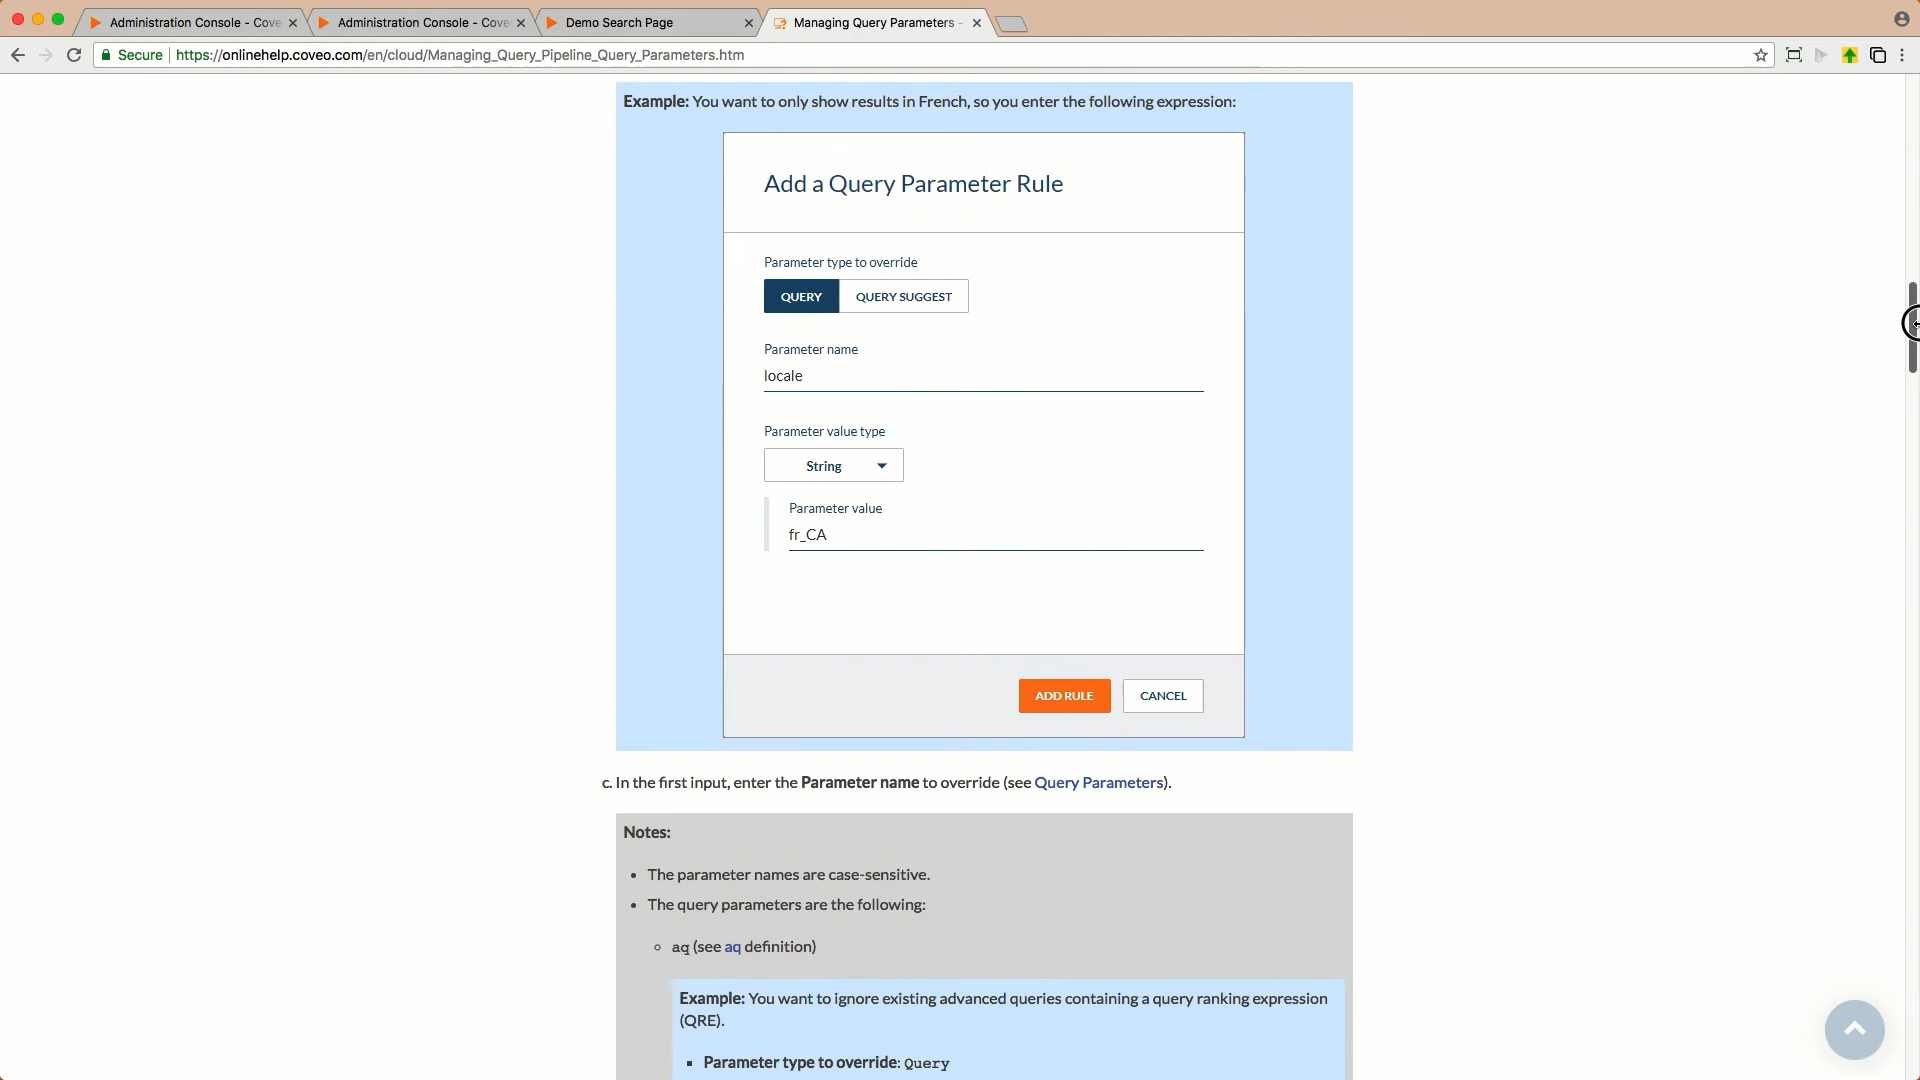 Administration Console - Cove
Administration Console - Cove
Demo Search Page
Managing Query Parameters -
Secure | https://onlinehelp.coveo.com/en/cloud/Managing_Query_Pipeline_Query_Parameters.htm
Example: You want to only show results in French, so you enter the following expression:
Add a Query Parameter Rule
Parameter type to override
QUERY
QUERY SUGGEST
Parameter name
locale
Parameter value type
String
Parameter value
fr_CA
ADD RULE
CANCEL
c. In the first input, enter the Parameter name to override (see Query Parameters).
Notes:
• The parameter names are case-sensitive.
• The query parameters are the following:
aq (see aq definition)
Example: You want to ignore existing advanced queries containing a query ranking expression
(QRE).
▪ Parameter type to override: Query